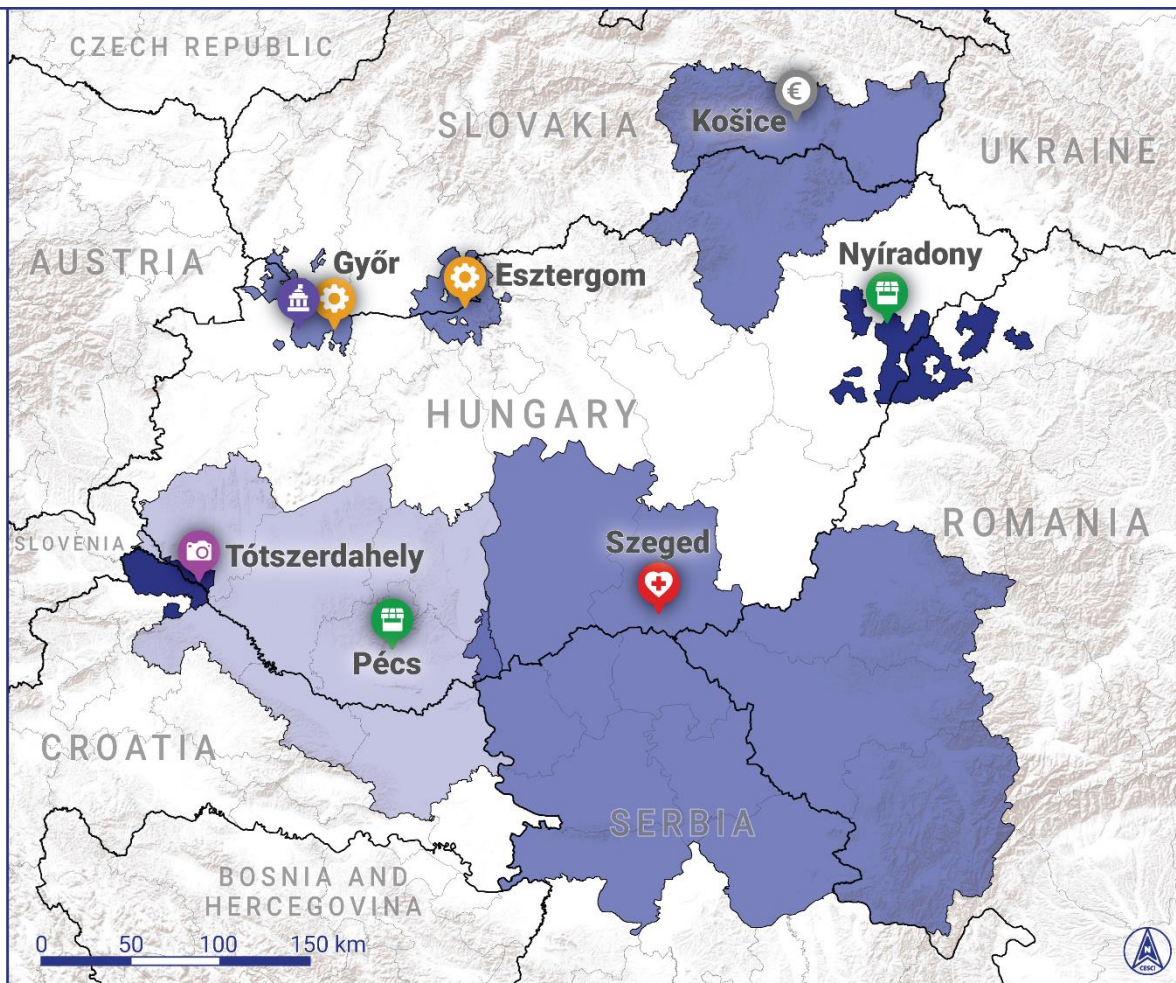 CZECH REPUBLIC
SLOVAKIA
€
Košice
UKRAINE
AUSTRIA
Győr
Esztergom
Nyíradony
HUNGARY
ROMANIA
SLOVENIA
Tótszerdahely
Szeged
Pécs
CROATIA
SERBIA
BOSNIA AND
HERCEGOVINA
0 50 100 150 km
CESCI